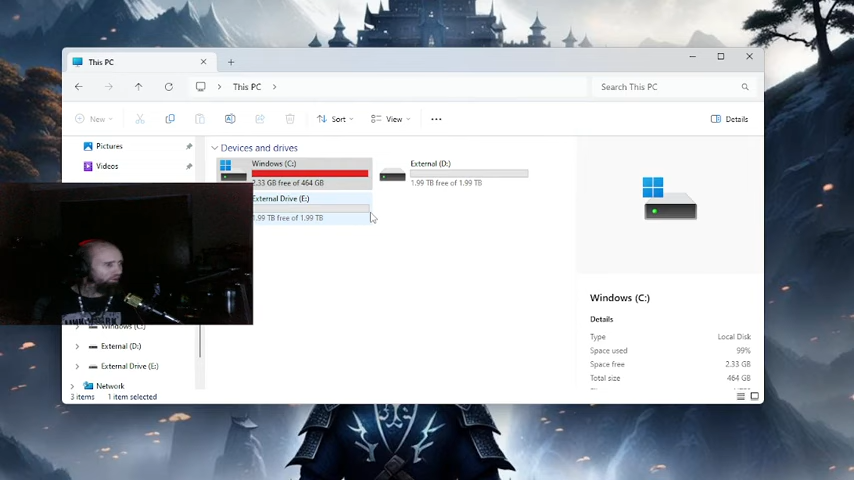 This PC
This PC
Search This PC
New
Sort
View
Details
Pictures
Videos
Devices and drives
Windows (C:)
2.33 GB free of 464 GB
External (D:)
1.99 TB free of 1.99 TB
External Drive (E:)
1.99 TB free of 1.99 TB
Windows (C:)
External (D:)
External Drive (E:)
Network
3 items
1 item selected
Windows (C:)
Details
Type Local Disk
Space used 99%
Space free 2.33 GB
Total size 464 GB